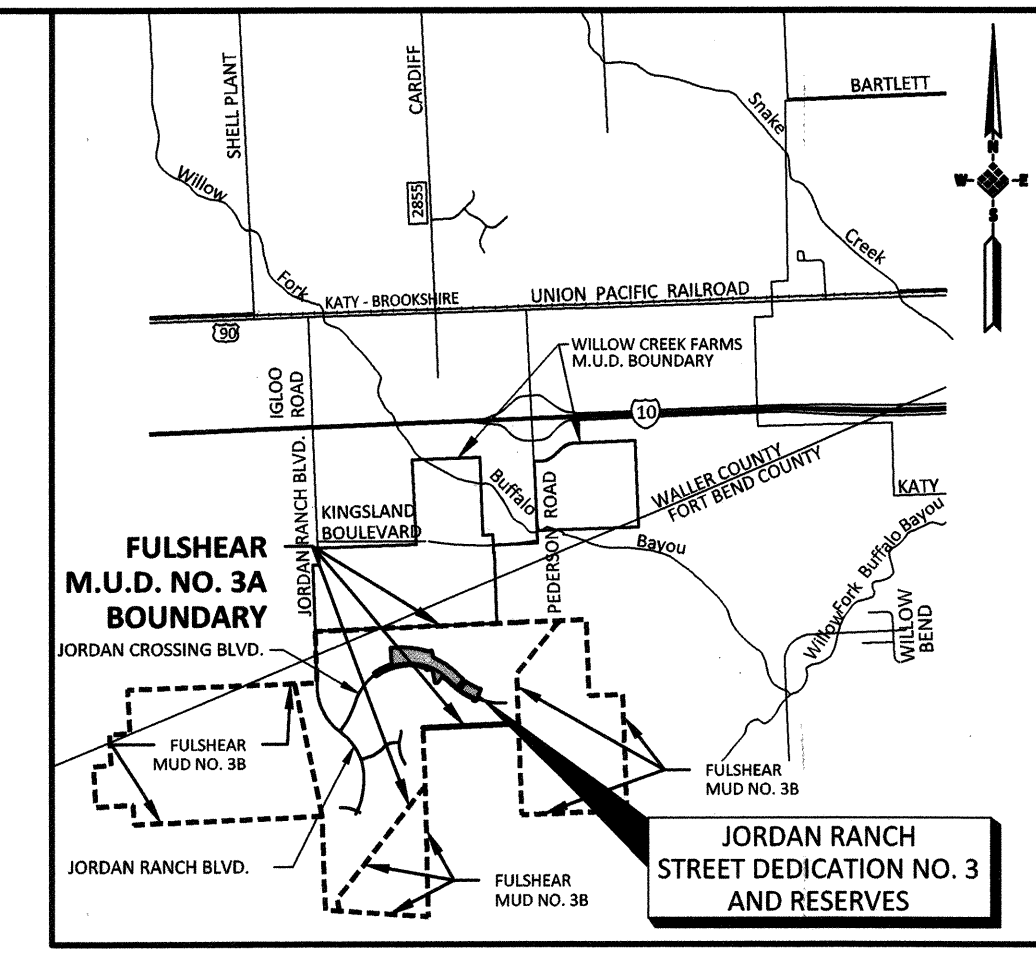 BARTLETT
SHELL PLANT
CARDIFF
Snake
Creek
N
W
E
S
Willow
Fork
2855
KATY - BROOKSHIRE
UNION PACIFIC RAILROAD
90
WILLOW CREEK FARMS
M.U.D. BOUNDARY
IGLOO
ROAD
10
JORDAN RANCH BLVD.
KINGSLAND
BOULEVARD
Buffalo
Bayou
PEDERSON ROAD
WALLER COUNTY
FORT BEND COUNTY
KATY
Willow Fork Buffalo Bayou
WILLOW
BEND
FULSHEAR
M.U.D. NO. 3A
BOUNDARY
JORDAN CROSSING BLVD.
FULSHEAR
MUD NO. 3B
FULSHEAR
MUD NO. 3B
JORDAN RANCH BLVD.
FULSHEAR
MUD NO. 3B
JORDAN RANCH
STREET DEDICATION NO. 3
AND RESERVES